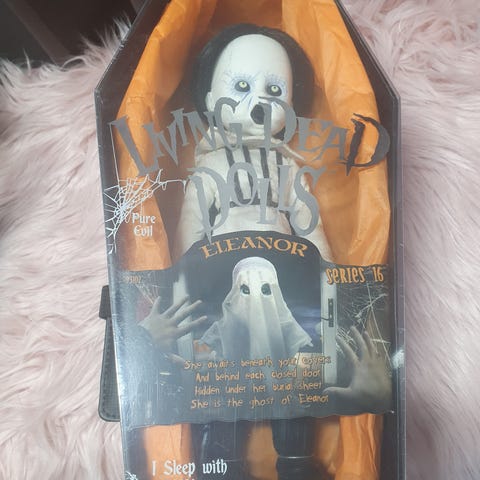 Living Dead
Dolls
Pure
Evil
Eleanor
Series 16
She awaits beneath your covers
And behind each closed door
Hidden under her burial sheet
She is the ghost of Eleanor
I Sleep with